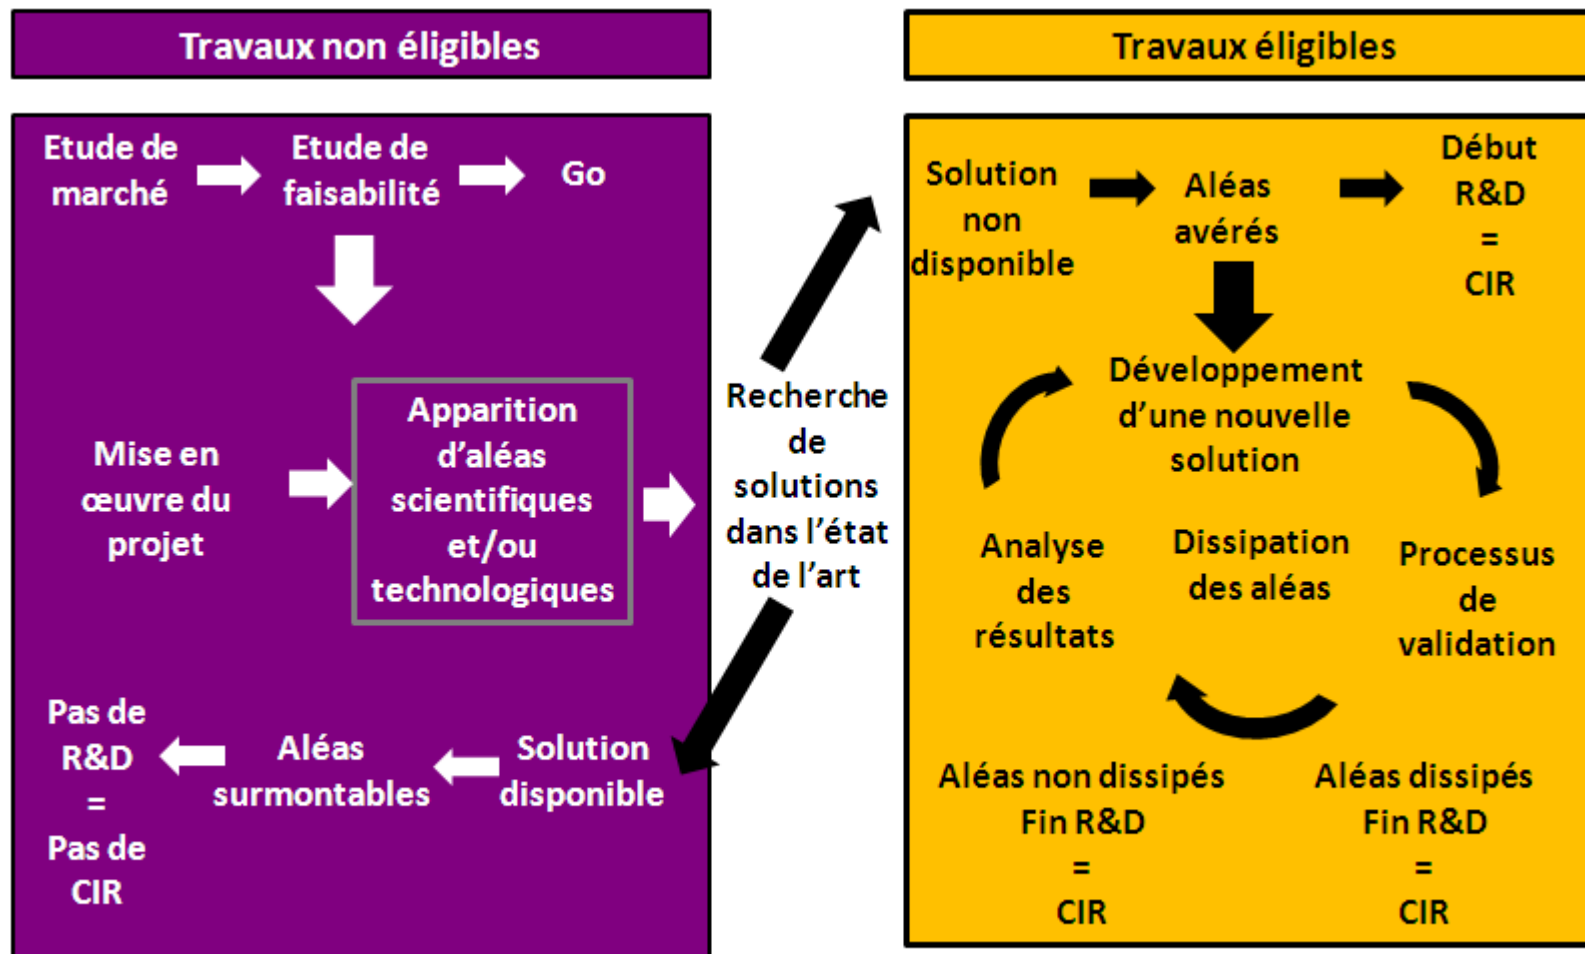 Travaux non éligibles
Etude de
marché
Etude de
faisabilité
Go
Mise en
œuvre du
projet
Apparition
d'aléas
scientifiques
et/ou
technologiques
Pas de
R&D
=
Pas de
CIR
Aléas
surmontables
Solution
disponible
Recherche
de
solutions
dans l'état
de l'art
Travaux éligibles
Solution
non
disponible
Aléas
avérés
Début
R&D
=
CIR
Développement
d'une nouvelle
solution
Analyse
des
résultats
Dissipation
des aléas
Processus
de
validation
Aléas non dissipés
Fin R&D
=
CIR
Aléas dissipés
Fin R&D
=
CIR